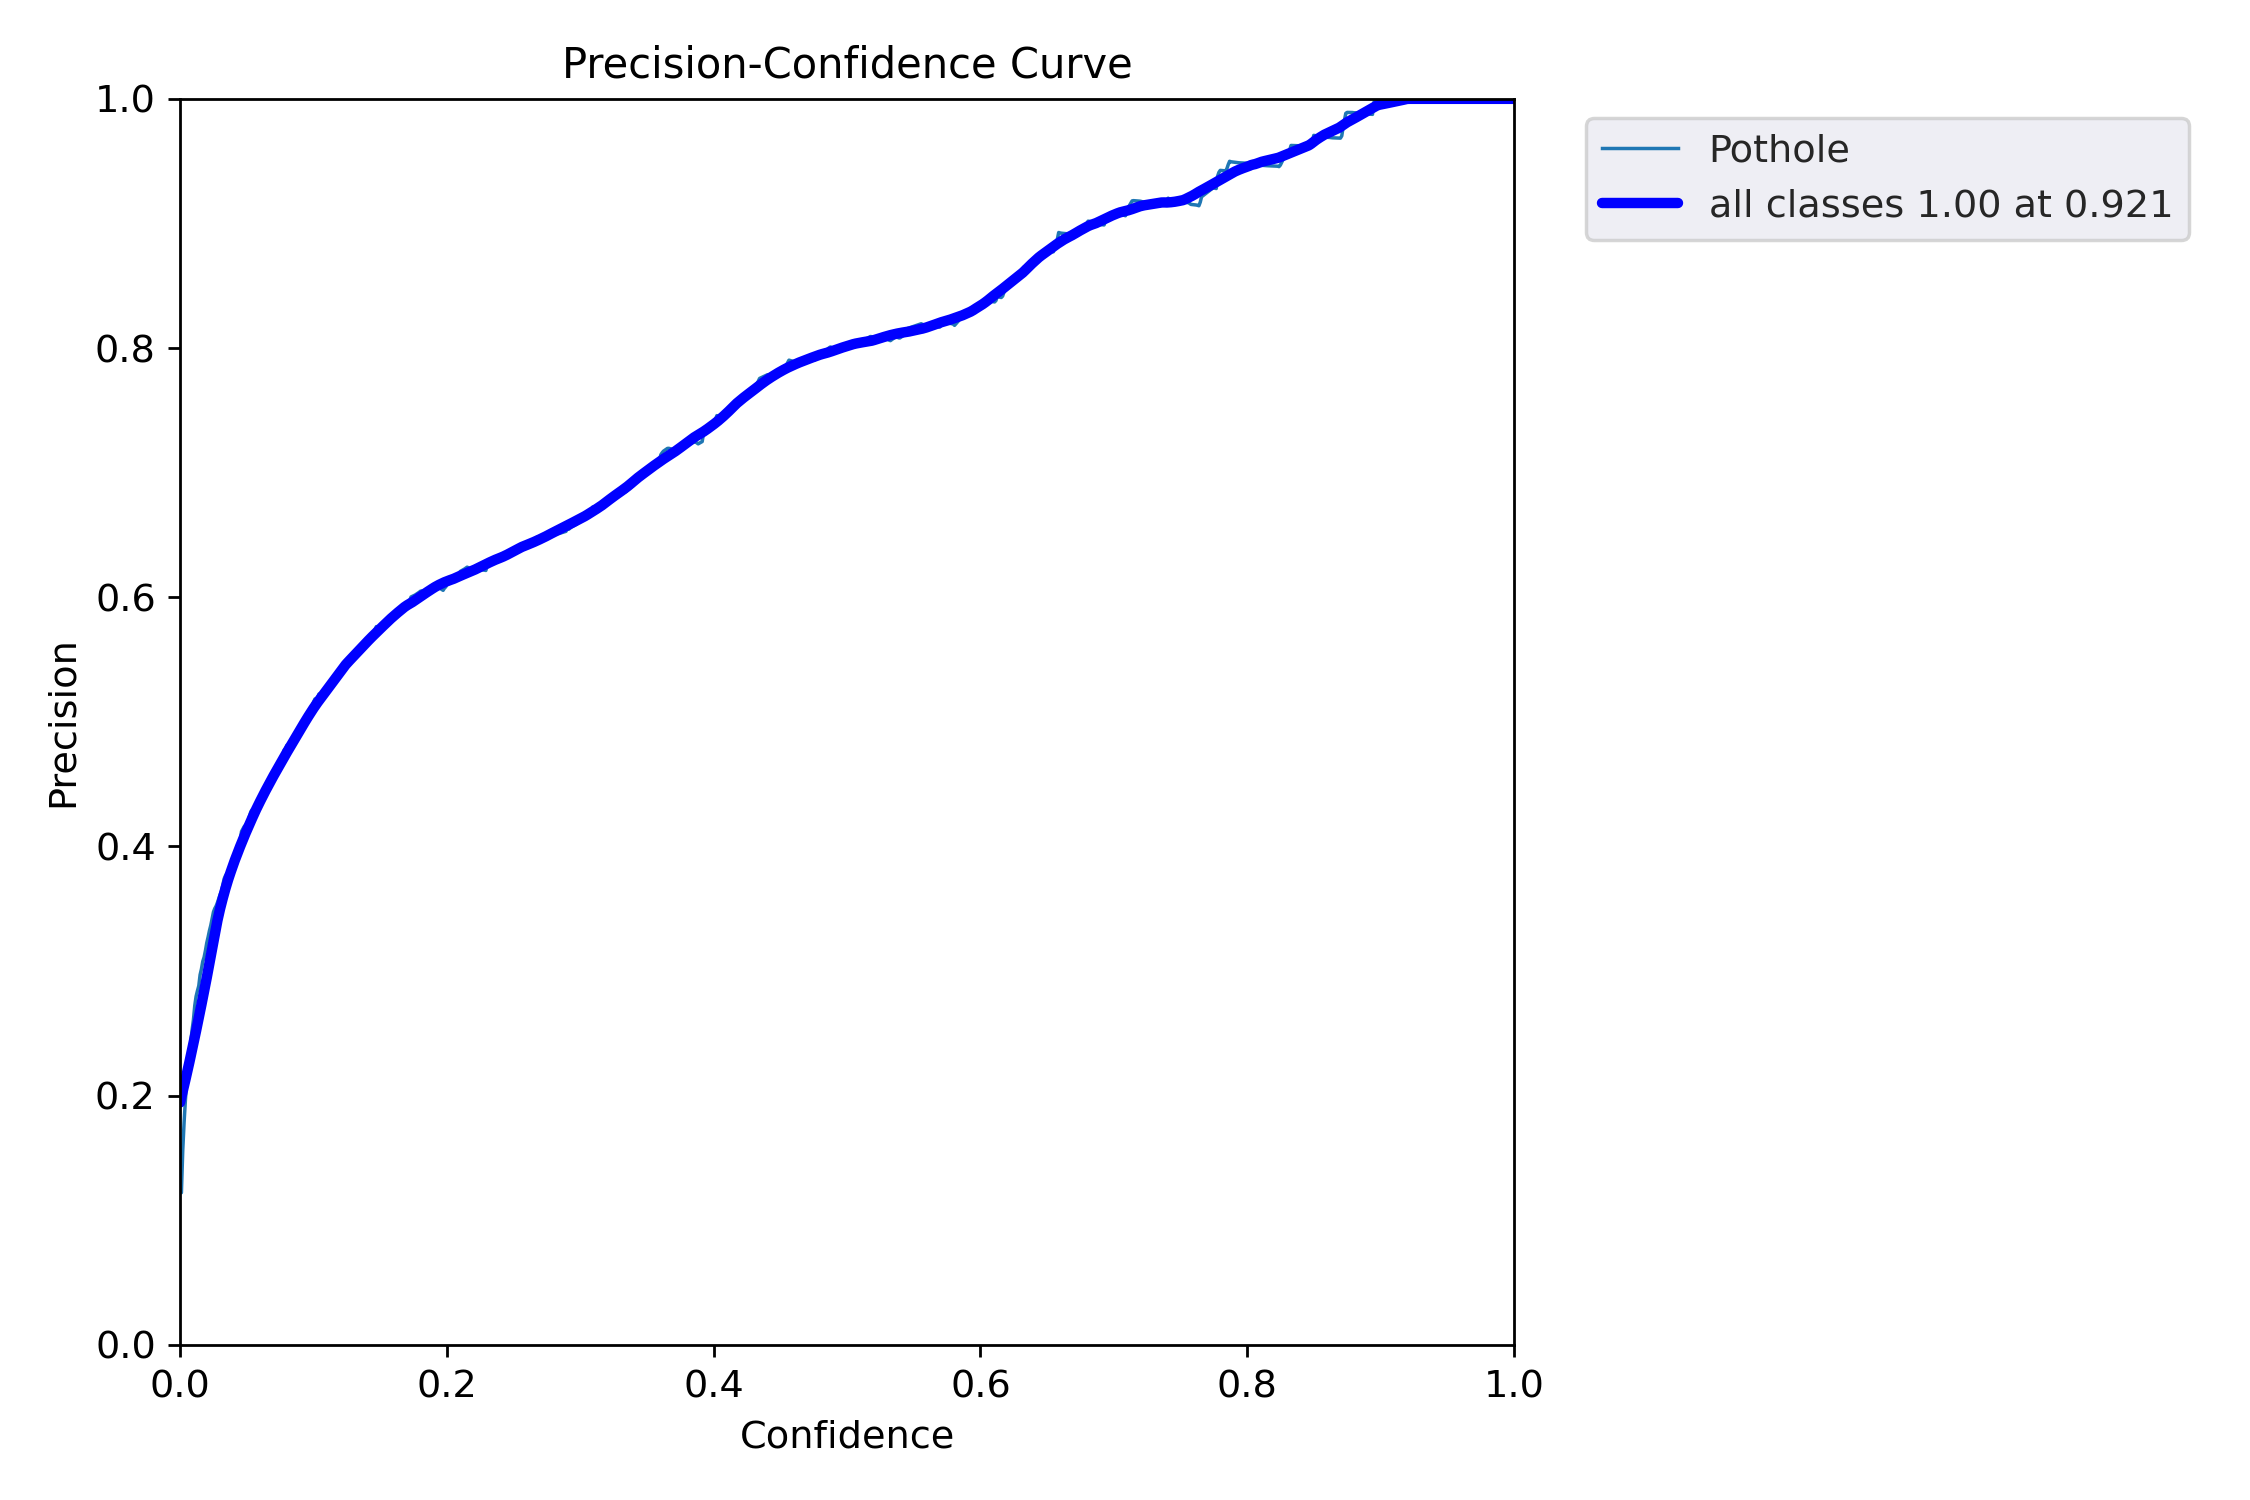 Precision-Confidence Curve
Pothole
all classes 1.00 at 0.921
1.0
0.8
0.6
0.4
0.2
0.0
Precision
0.0 0.2 0.4 0.6 0.8 1.0
Confidence